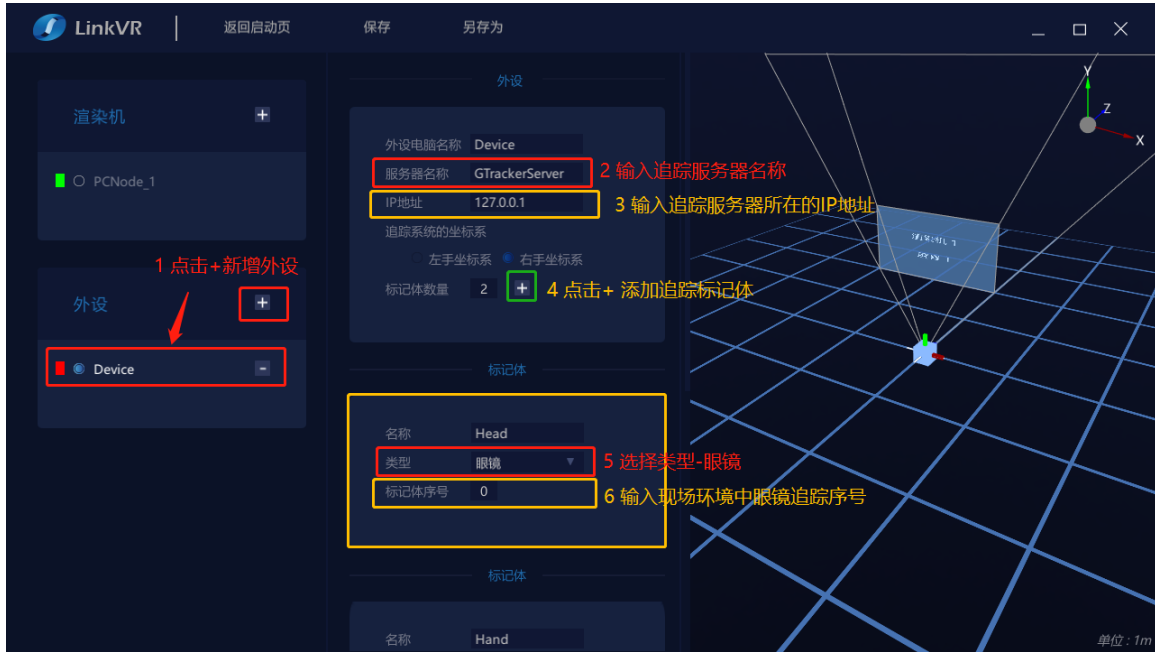 LinkVR 返回启动页 保存 另存为
渲染机 +
PCNode_1
1 点击+新增外设
外设 +
Device -
外设
外设电脑名称 Device
服务器名称 GTrackerServer 2 输入追踪服务器名称
IP地址 127.0.0.1 3 输入追踪服务器所在的IP地址
追踪系统的坐标系
左手坐标系 右手坐标系
标记体数量 2 + 4 点击+ 添加追踪标记体
标记体
名称 Head
类型 眼镜 5 选择类型-眼镜
标记体序号 0 6 输入现场环境中眼镜追踪序号
标记体
名称 Hand
Y
Z
X
单位 : 1m